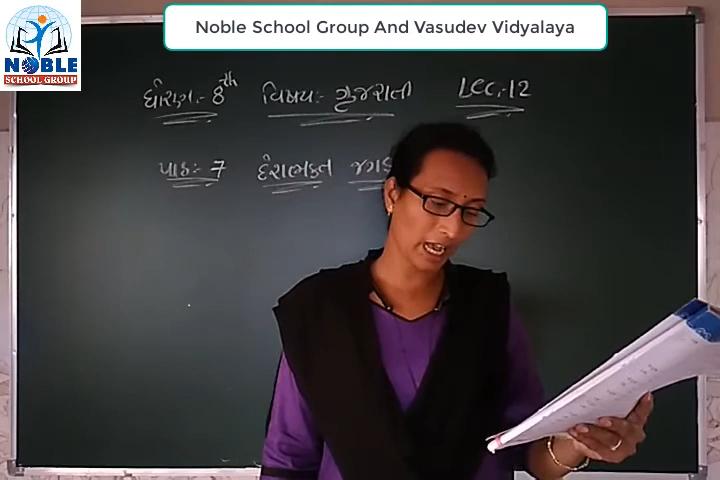 Noble School Group And Vasudev Vidyalaya
NOBLE
SCHOOL GROUP
ધોરણ:- 8th વિષય:- ગુજરાતી Lec:-12
પાઠ:- 7 દેશભક્ત